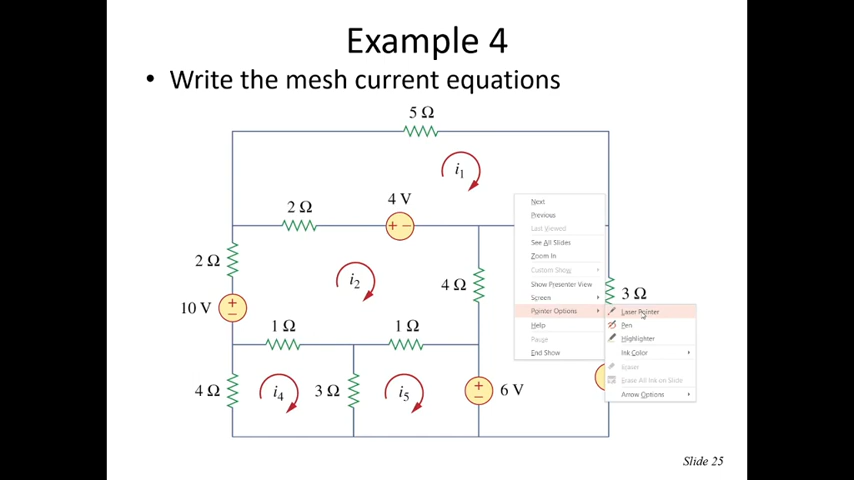 Example 4
• Write the mesh current equations
5 Ω
i1
4 V
2 Ω
+ −
Next
Previous
Last Viewed
See All Slides
Zoom In
Custom Show
Show Presenter View
Screen
Pointer Options
Help
Pause
End Show
2 Ω
i2
4 Ω
3 Ω
10 V
+
−
Laser Pointer
Pen
Highlighter
Ink Color
Eraser
Erase All Ink on Slide
Arrow Options
1 Ω
1 Ω
4 Ω
i4
3 Ω
i5
+
−
6 V
Slide 25